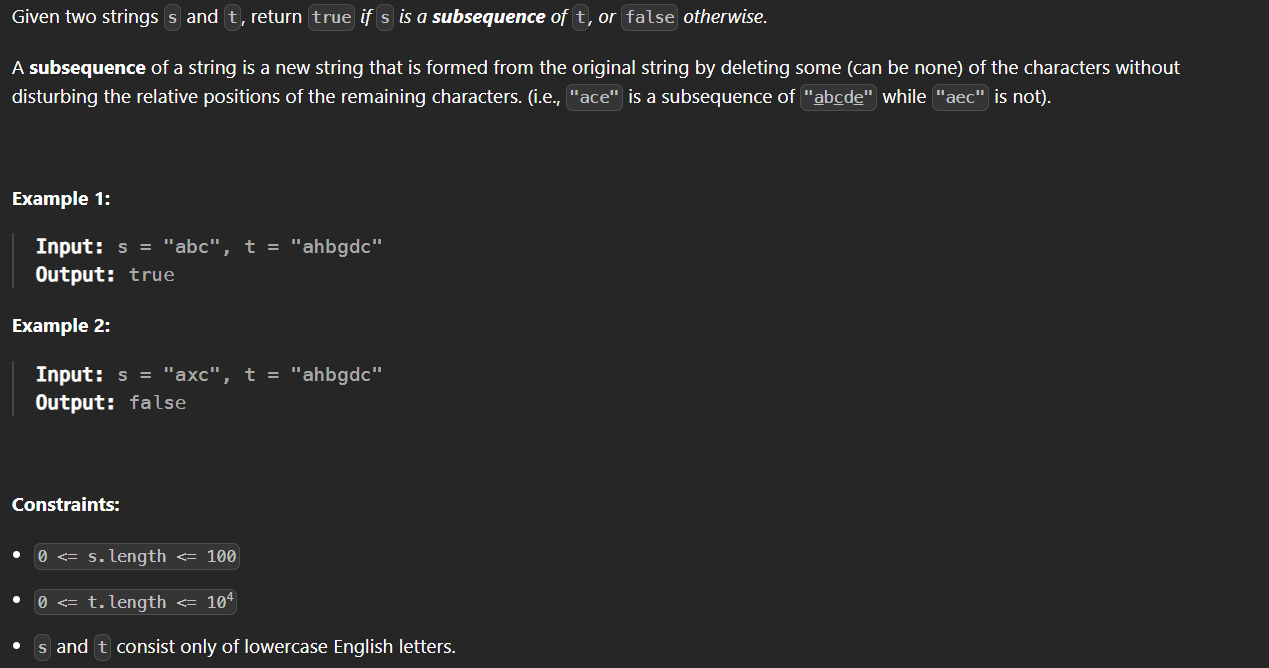 Given two strings s and t, return true if s is a subsequence of t, or false otherwise.
A subsequence of a string is a new string that is formed from the original string by deleting some (can be none) of the characters without
disturbing the relative positions of the remaining characters. (i.e., "ace" is a subsequence of "abcde" while "aec" is not).
Example 1:
Input: s = "abc", t = "ahbgdc"
Output: true
Example 2:
Input: s = "axc", t = "ahbgdc"
Output: false
Constraints:
• 0 <= s.length <= 100
• 0 <= t.length <= 10⁴
• s and t consist only of lowercase English letters.